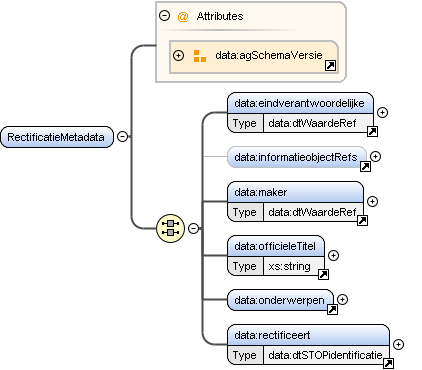 Attributes
data:agSchemaVersie
RectificatieMetadata
data:eindverantwoordelijke
Type data:dtWaardeRef
data:informatieobjectRefs
data:maker
Type data:dtWaardeRef
data:officieleTitel
Type xs:string
data:onderwerpen
data:rectificeert
Type data:dtSTOPidentificatie